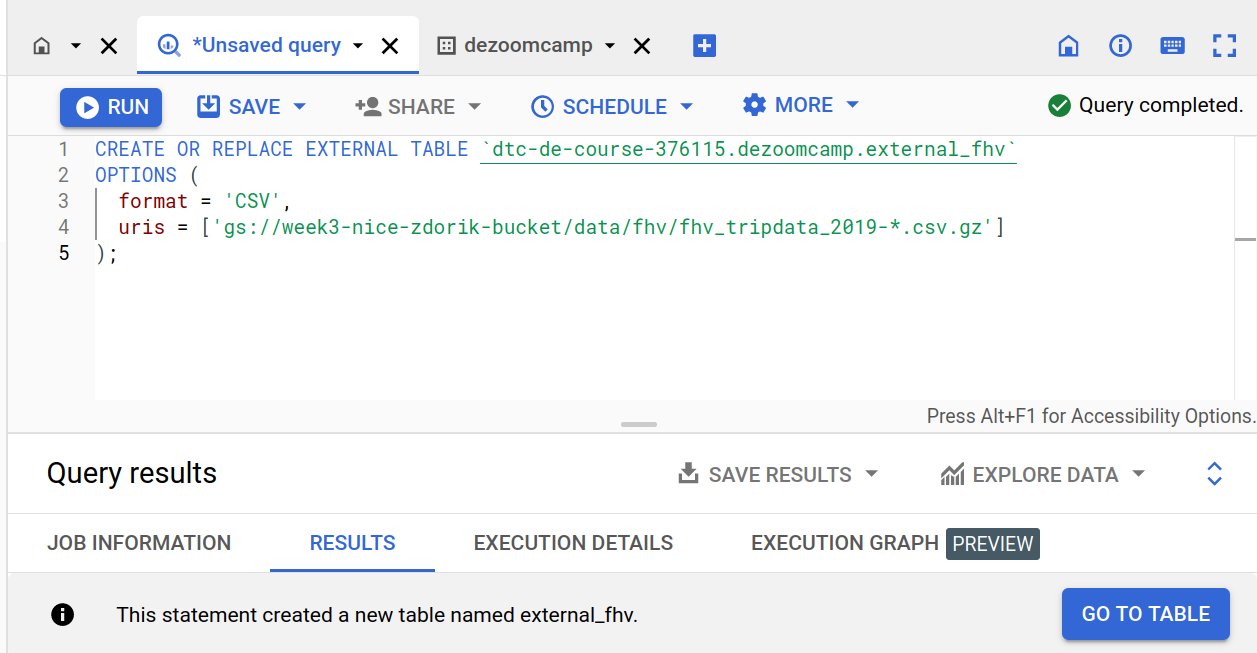 *Unsaved query dezoomcamp
RUN SAVE SHARE SCHEDULE MORE Query completed.
1 CREATE OR REPLACE EXTERNAL TABLE `dtc-de-course-376115.dezoomcamp.external_fhv`
2 OPTIONS (
3 format = 'CSV',
4 uris = ['gs://week3-nice-zdorik-bucket/data/fhv/fhv_tripdata_2019-*.csv.gz']
5 );
Press Alt+F1 for Accessibility Options.
Query results SAVE RESULTS EXPLORE DATA
JOB INFORMATION RESULTS EXECUTION DETAILS EXECUTION GRAPH PREVIEW
This statement created a new table named external_fhv. GO TO TABLE